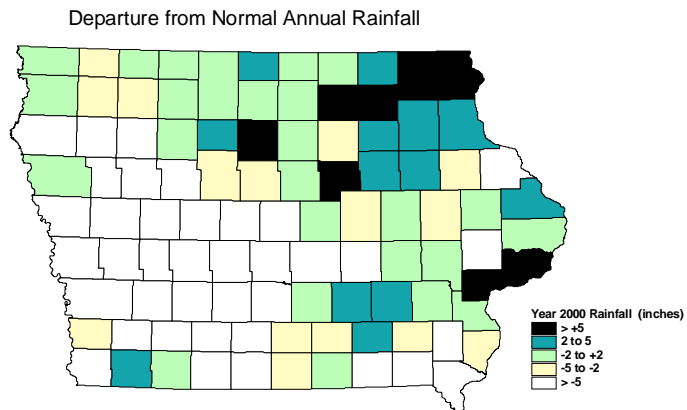 Departure from Normal Annual Rainfall
Year 2000 Rainfall (inches)
> +5
2 to 5
-2 to +2
-5 to -2
> -5